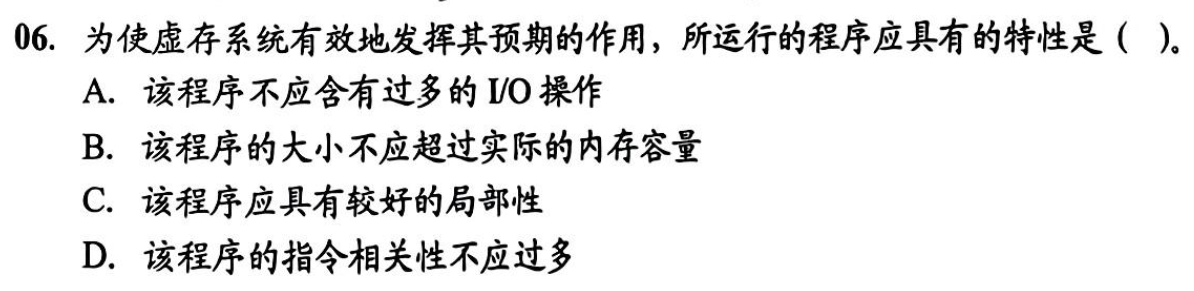 06. 为使虚存系统有效地发挥其预期的作用，所运行的程序应具有的特性是（ ）。
A. 该程序不应含有过多的 I/O 操作
B. 该程序的大小不应超过实际的内存容量
C. 该程序应具有较好的局部性
D. 该程序的指令相关性不应过多